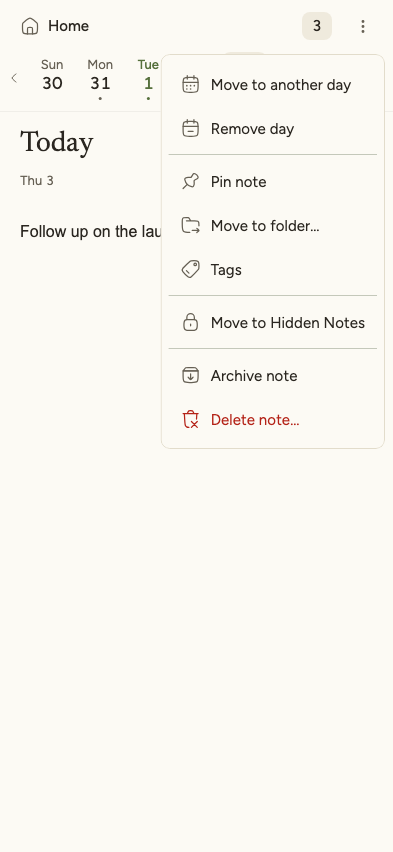 Home
3
Sun Mon Tue
30 31 1
Today
Thu 3
Follow up on the lau
Move to another day
Remove day
Pin note
Move to folder...
Tags
Move to Hidden Notes
Archive note
Delete note...